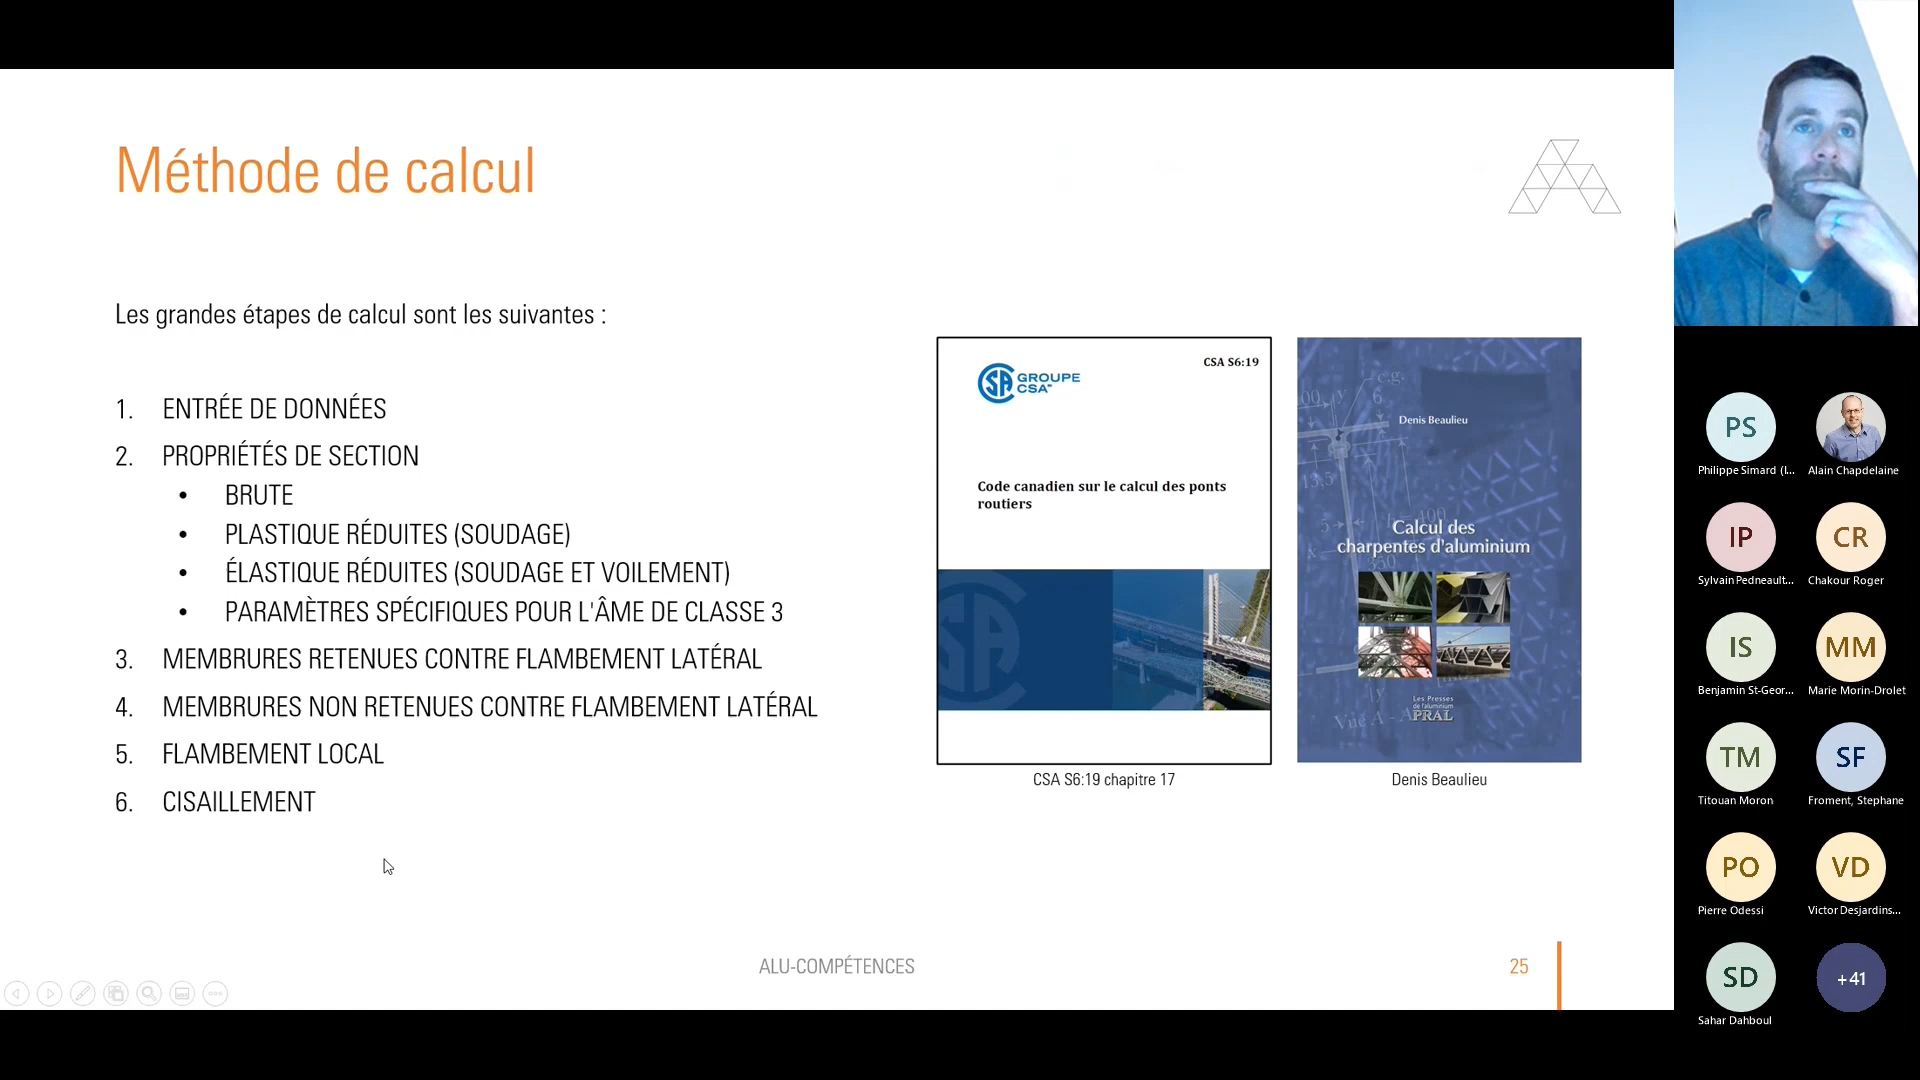 Méthode de calcul
Les grandes étapes de calcul sont les suivantes :
1. ENTRÉE DE DONNÉES
2. PROPRIÉTÉS DE SECTION
• BRUTE
• PLASTIQUE RÉDUITES (SOUDAGE)
• ÉLASTIQUE RÉDUITES (SOUDAGE ET VOILEMENT)
• PARAMÈTRES SPÉCIFIQUES POUR L'ÂME DE CLASSE 3
3. MEMBRURES RETENUES CONTRE FLAMBEMENT LATÉRAL
4. MEMBRURES NON RETENUES CONTRE FLAMBEMENT LATÉRAL
5. FLAMBEMENT LOCAL
6. CISAILLEMENT
CSA S6:19
GROUPE
CSA
Code canadien sur le calcul des ponts
routiers
CSA S6:19 chapitre 17
Denis Beaulieu
Calcul des
charpentes d'aluminium
Les Presses
de l'aluminium
PRAL
Vue A - A
Denis Beaulieu
ALU-COMPÉTENCES
25
PS
Philippe Simard (I...
Alain Chapdelaine
IP
Sylvain Pedneault...
CR
Chakour Roger
IS
Benjamin St-Geor...
MM
Marie Morin-Drolet
TM
Titouan Moron
SF
Froment, Stephane
PO
Pierre Odessi
VD
Victor Desjardins...
SD
Sahar Dahboul
+41